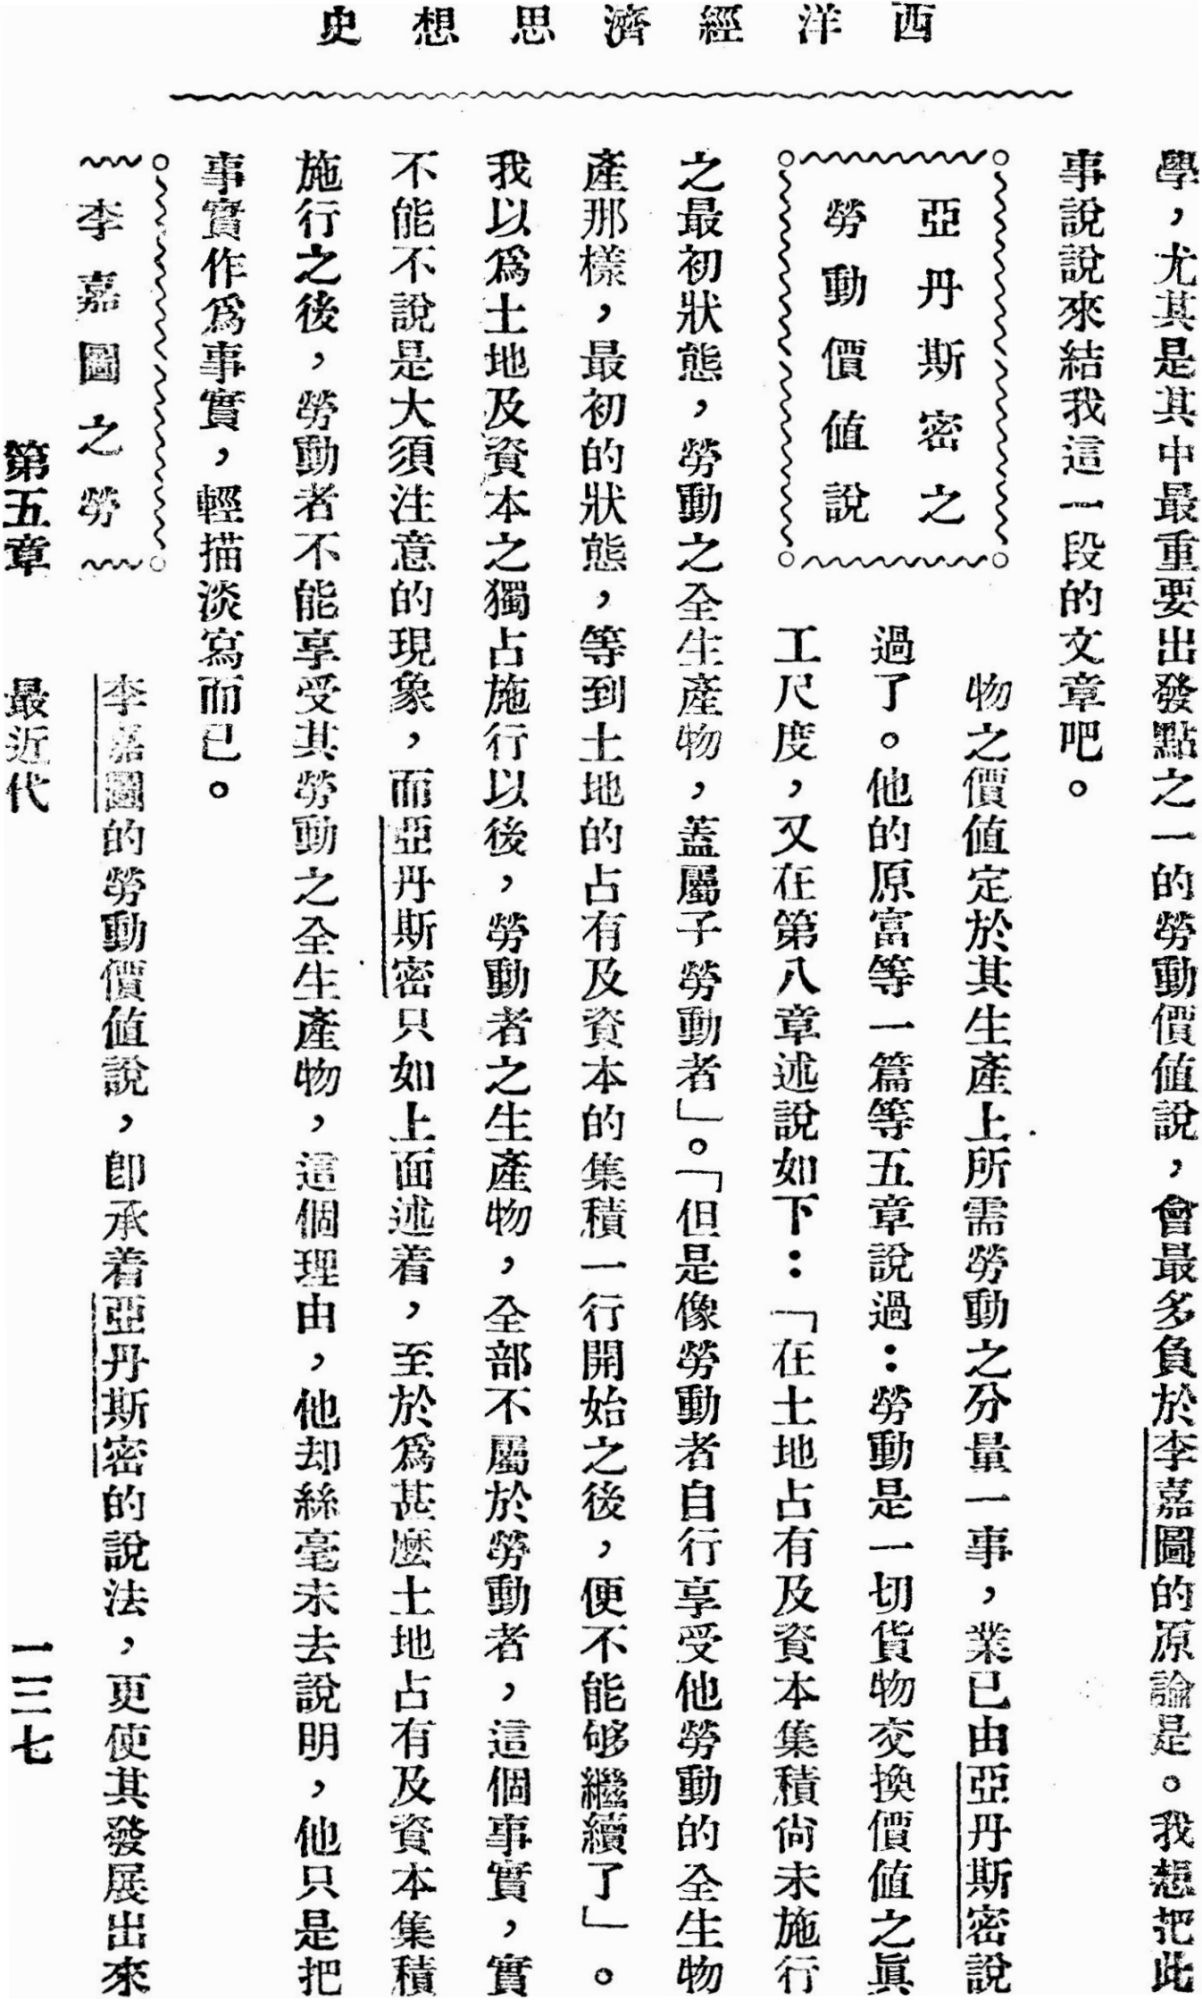 西洋經濟思想史
學，尤其是其中最重要出發點之一的勞動價值說，會最多負於李嘉圖的原論是。我想把此
事說說來結我這一段的文章吧。
亞丹斯密之
勞動價值說
物之價值定於其生產上所需勞動之分量一事，業已由亞丹斯密說
過了。他的原富等一篇等五章說過：勞動是一切貨物交換價值之眞
工尺度，又在第八章述說如下：「在土地占有及資本集積尙未施行
之最初狀態，勞動之全生產物，蓋屬子勞動者」。「但是像勞動者自行享受他勞動的全生物
產那樣，最初的狀態，等到土地的占有及資本的集積一行開始之後，便不能够繼續了」。
我以爲土地及資本之獨占施行以後，勞動者之生產物，全部不屬於勞動者，這個事實，實
不能不說是大須注意的現象，而亞丹斯密只如上面述着，至於爲甚麼土地占有及資本集積
施行之後，勞動者不能享受其勞動之全生產物，這個理由，他却絲毫未去說明，他只是把
事實作爲事實，輕描淡寫而已。
李嘉圖之勞
李嘉圖的勞動價值說，卽承着亞丹斯密的說法，更使其發展出來
第五章 最近代
一三七